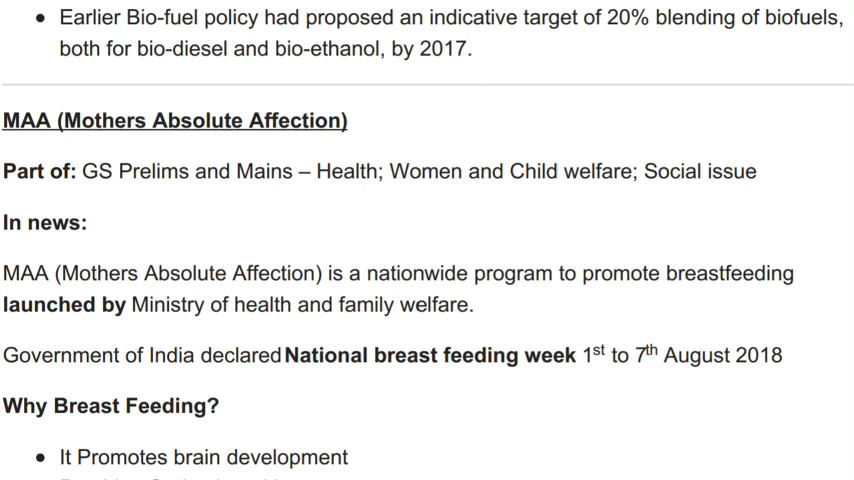 • Earlier Bio-fuel policy had proposed an indicative target of 20% blending of biofuels,
both for bio-diesel and bio-ethanol, by 2017.
MAA (Mothers Absolute Affection)
Part of: GS Prelims and Mains – Health; Women and Child welfare; Social issue
In news:
MAA (Mothers Absolute Affection) is a nationwide program to promote breastfeeding
launched by Ministry of health and family welfare.
Government of India declared National breast feeding week 1st to 7th August 2018
Why Breast Feeding?
• It Promotes brain development